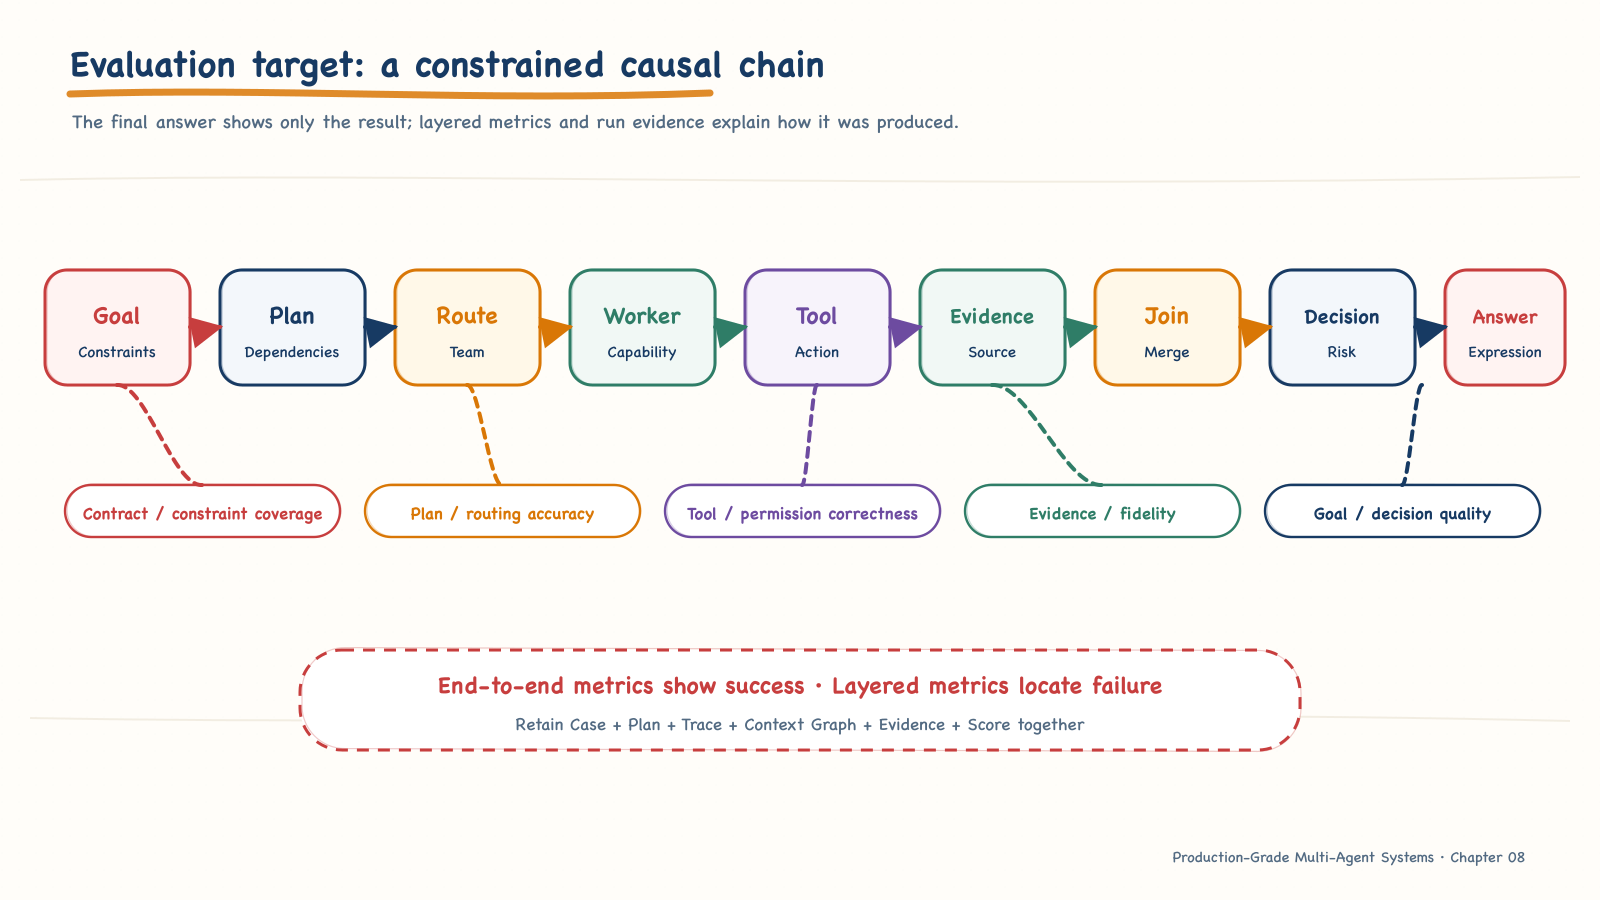 Evaluation target: a constrained causal chain
The final answer shows only the result; layered metrics and run evidence explain how it was produced.
Goal
Constraints
Plan
Dependencies
Route
Team
Worker
Capability
Tool
Action
Evidence
Source
Join
Merge
Decision
Risk
Answer
Expression
Contract / constraint coverage
Plan / routing accuracy
Tool / permission correctness
Evidence / fidelity
Goal / decision quality
End-to-end metrics show success · Layered metrics locate failure
Retain Case + Plan + Trace + Context Graph + Evidence + Score together
Production-Grade Multi-Agent Systems · Chapter 08